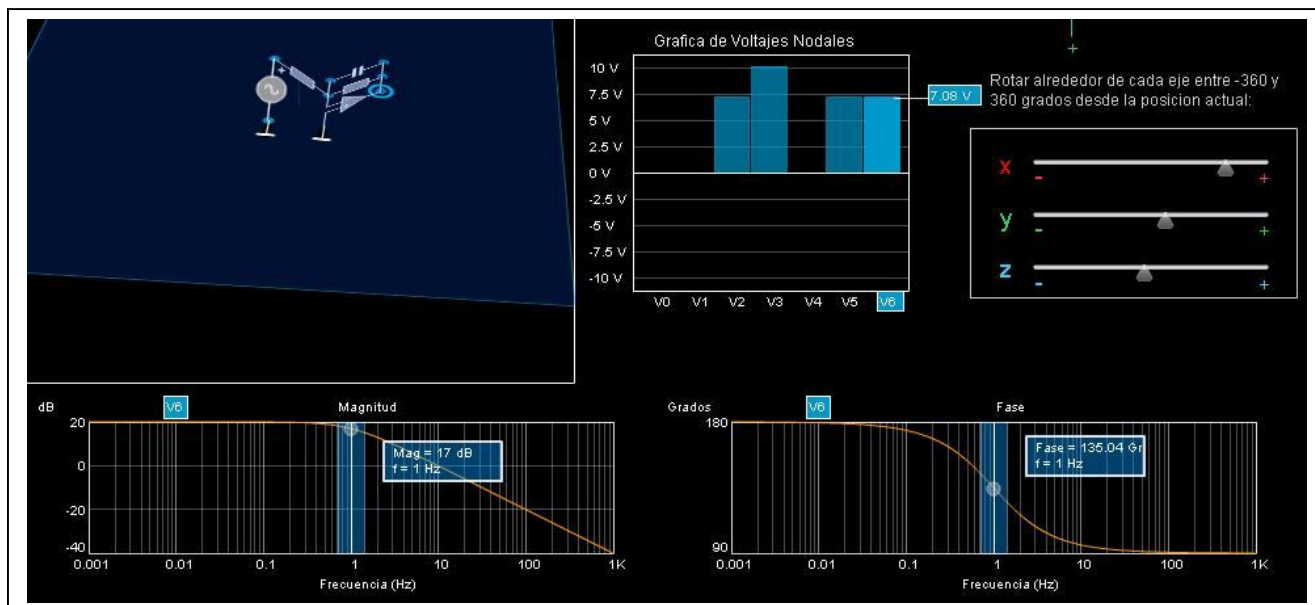 Grafica de Voltajes Nodales
10 V
7.5 V
5 V
2.5 V
0 V
-2.5 V
-5 V
-7.5 V
-10 V
V0 V1 V2 V3 V4 V5 V6
7.08 V
+
Rotar alrededor de cada eje entre -360 y
360 grados desde la posicion actual:
x
- +
y
- +
z
- +
dB V6 Magnitud
20
0
-20
-40
Mag = 17 dB
f = 1 Hz
0.001 0.01 0.1 1 10 100 1K
Frecuencia (Hz)
Grados V6 Fase
180
90
Fase = 135.04 Gr
f = 1 Hz
0.001 0.01 0.1 1 10 100 1K
Frecuencia (Hz)